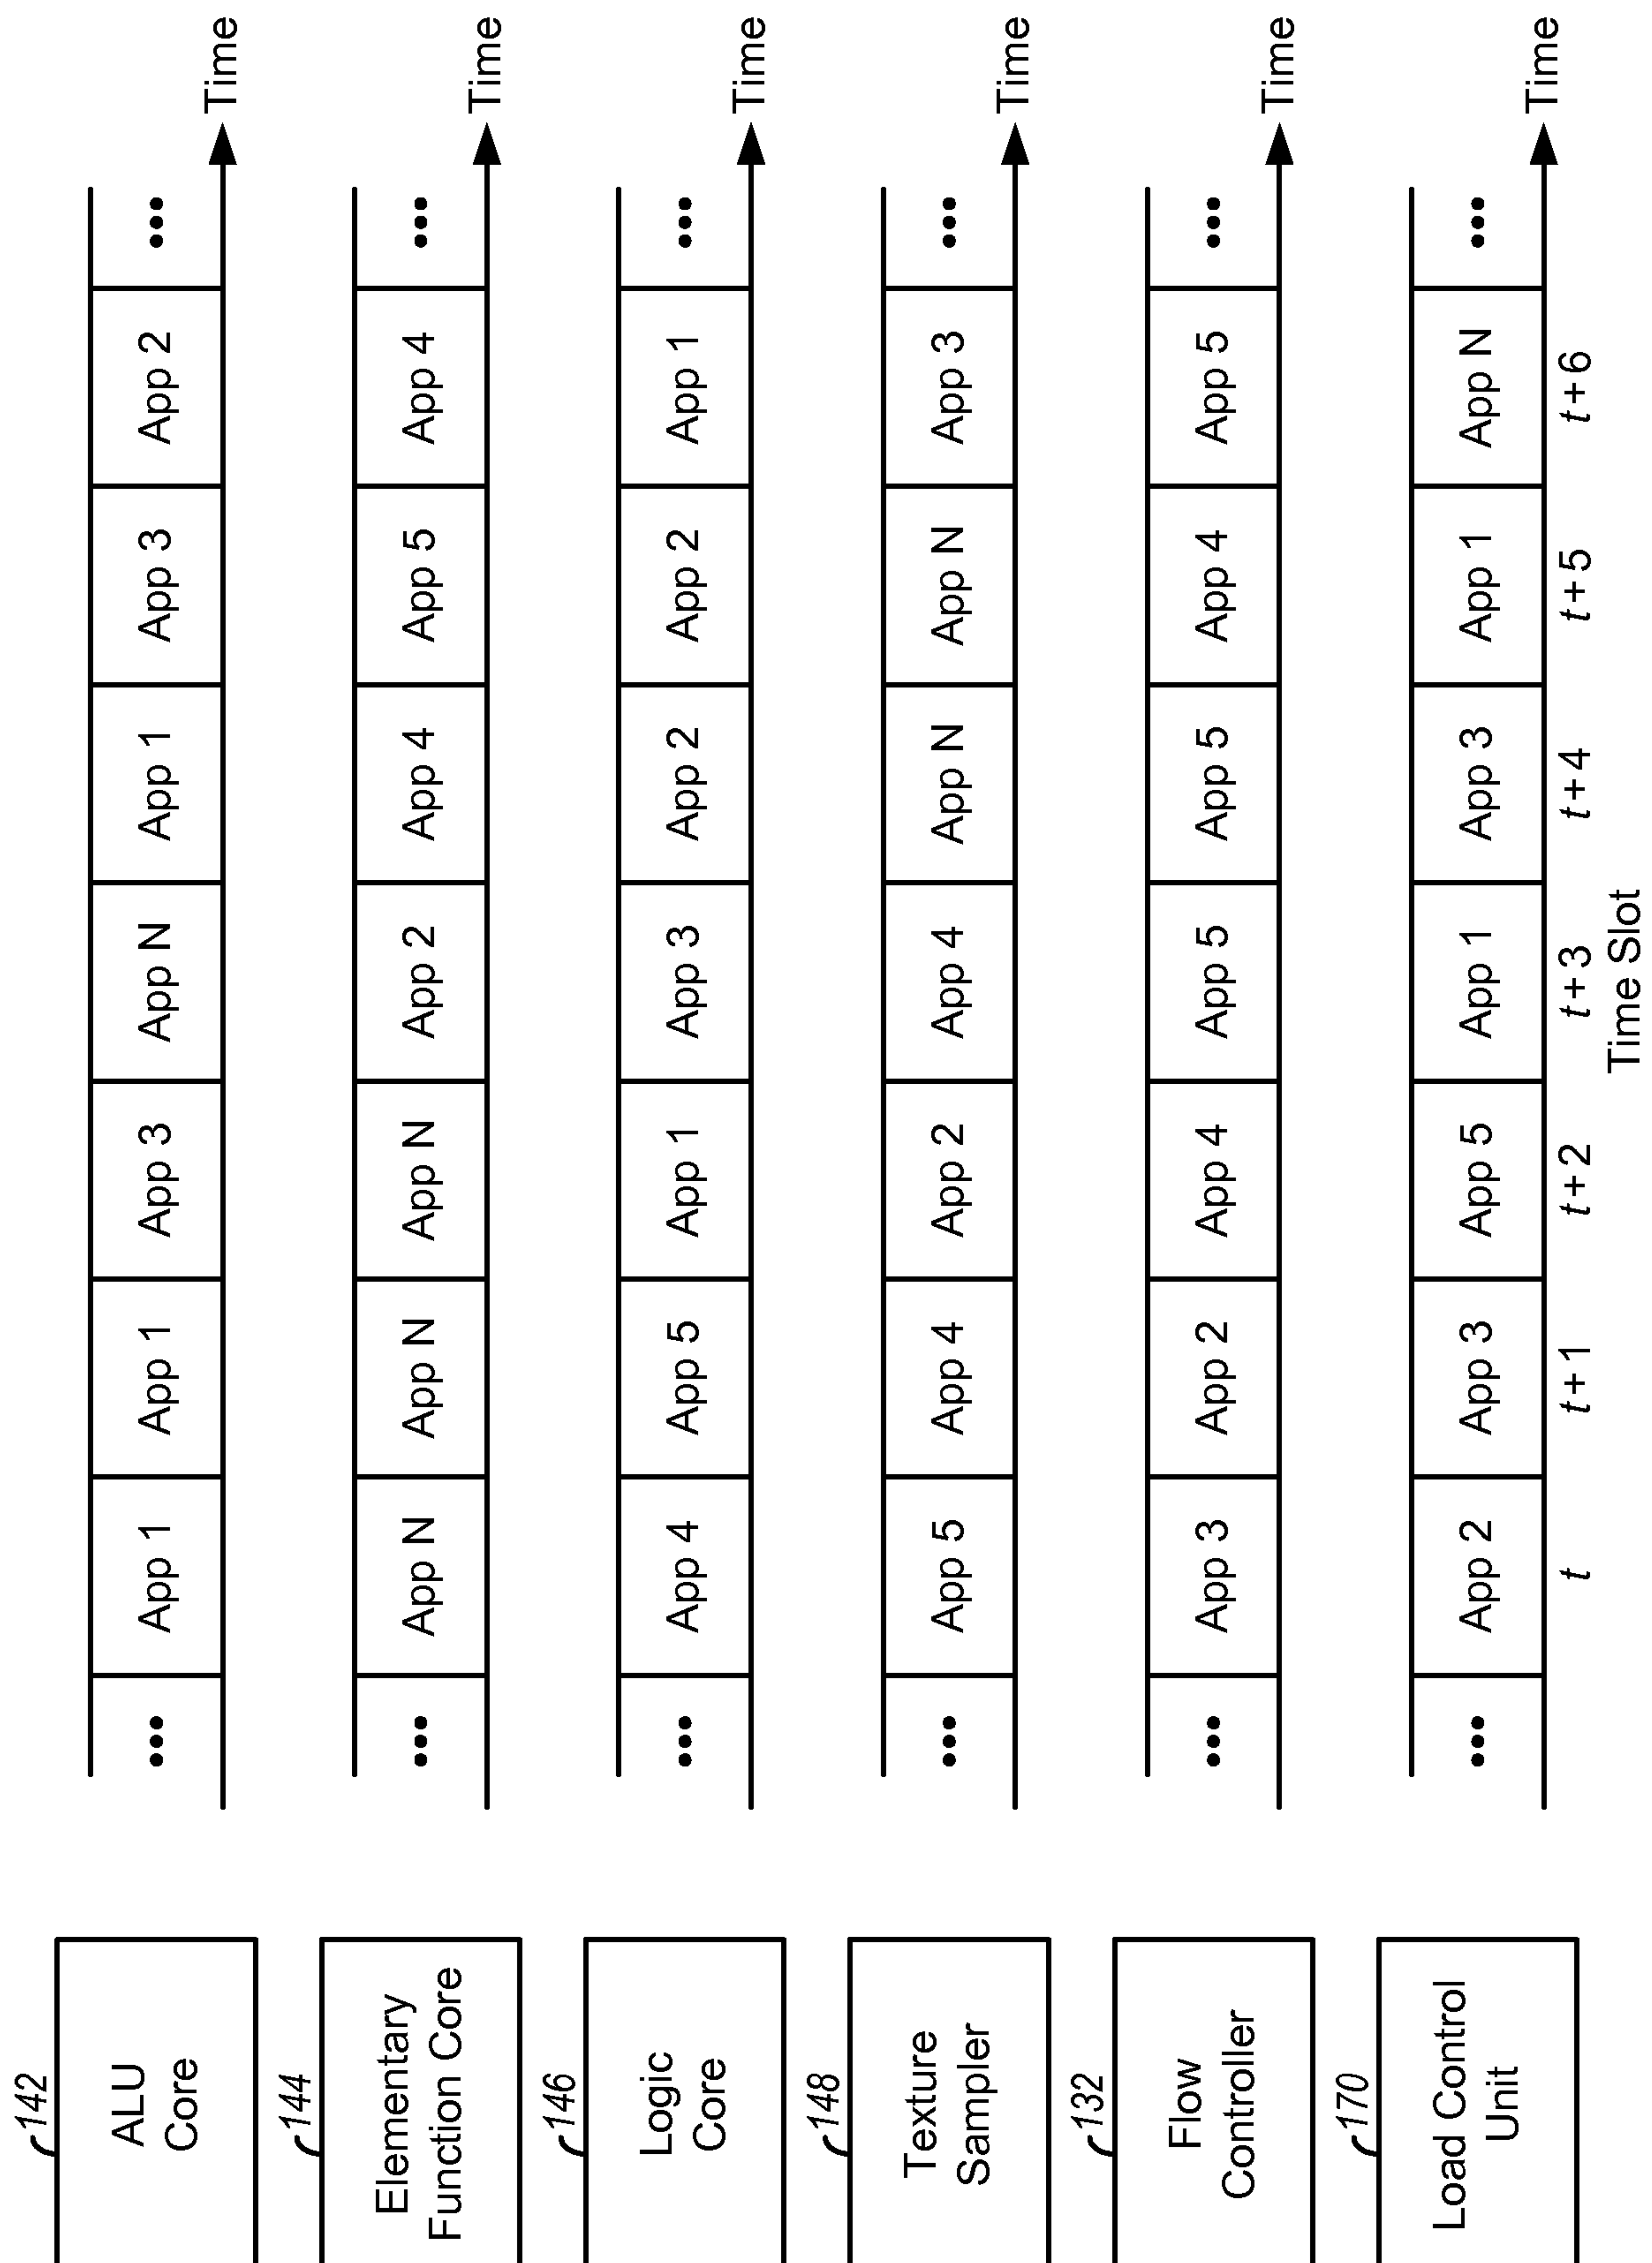 142
ALU
Core
... App 1 App 1 App 3 App N App 1 App 3 App 2 ...
Time
144
Elementary
Function Core
... App N App N App N App 2 App 4 App 5 App 4 ...
Time
146
Logic
Core
... App 4 App 5 App 1 App 3 App 2 App 2 App 1 ...
Time
148
Texture
Sampler
... App 5 App 4 App 2 App 4 App N App N App 3 ...
Time
132
Flow
Controller
... App 3 App 2 App 4 App 5 App 5 App 4 App 5 ...
Time
170
Load Control
Unit
... App 2 App 3 App 5 App 1 App 3 App 1 App N ...
Time
t t+1 t+2 t+3 t+4 t+5 t+6
Time Slot